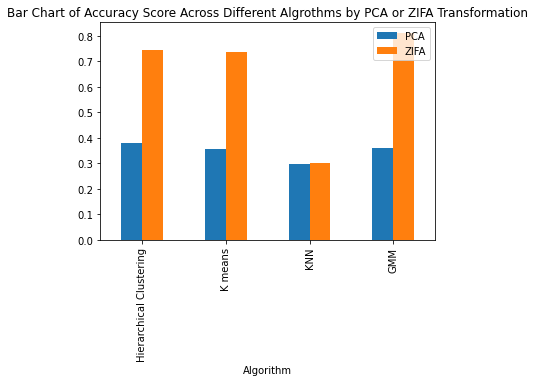 Bar Chart of Accuracy Score Across Different Algrothms by PCA or ZIFA Transformation
PCA
ZIFA
0.8
0.7
0.6
0.5
0.4
0.3
0.2
0.1
0.0
Hierarchical Clustering
K means
KNN
GMM
Algorithm